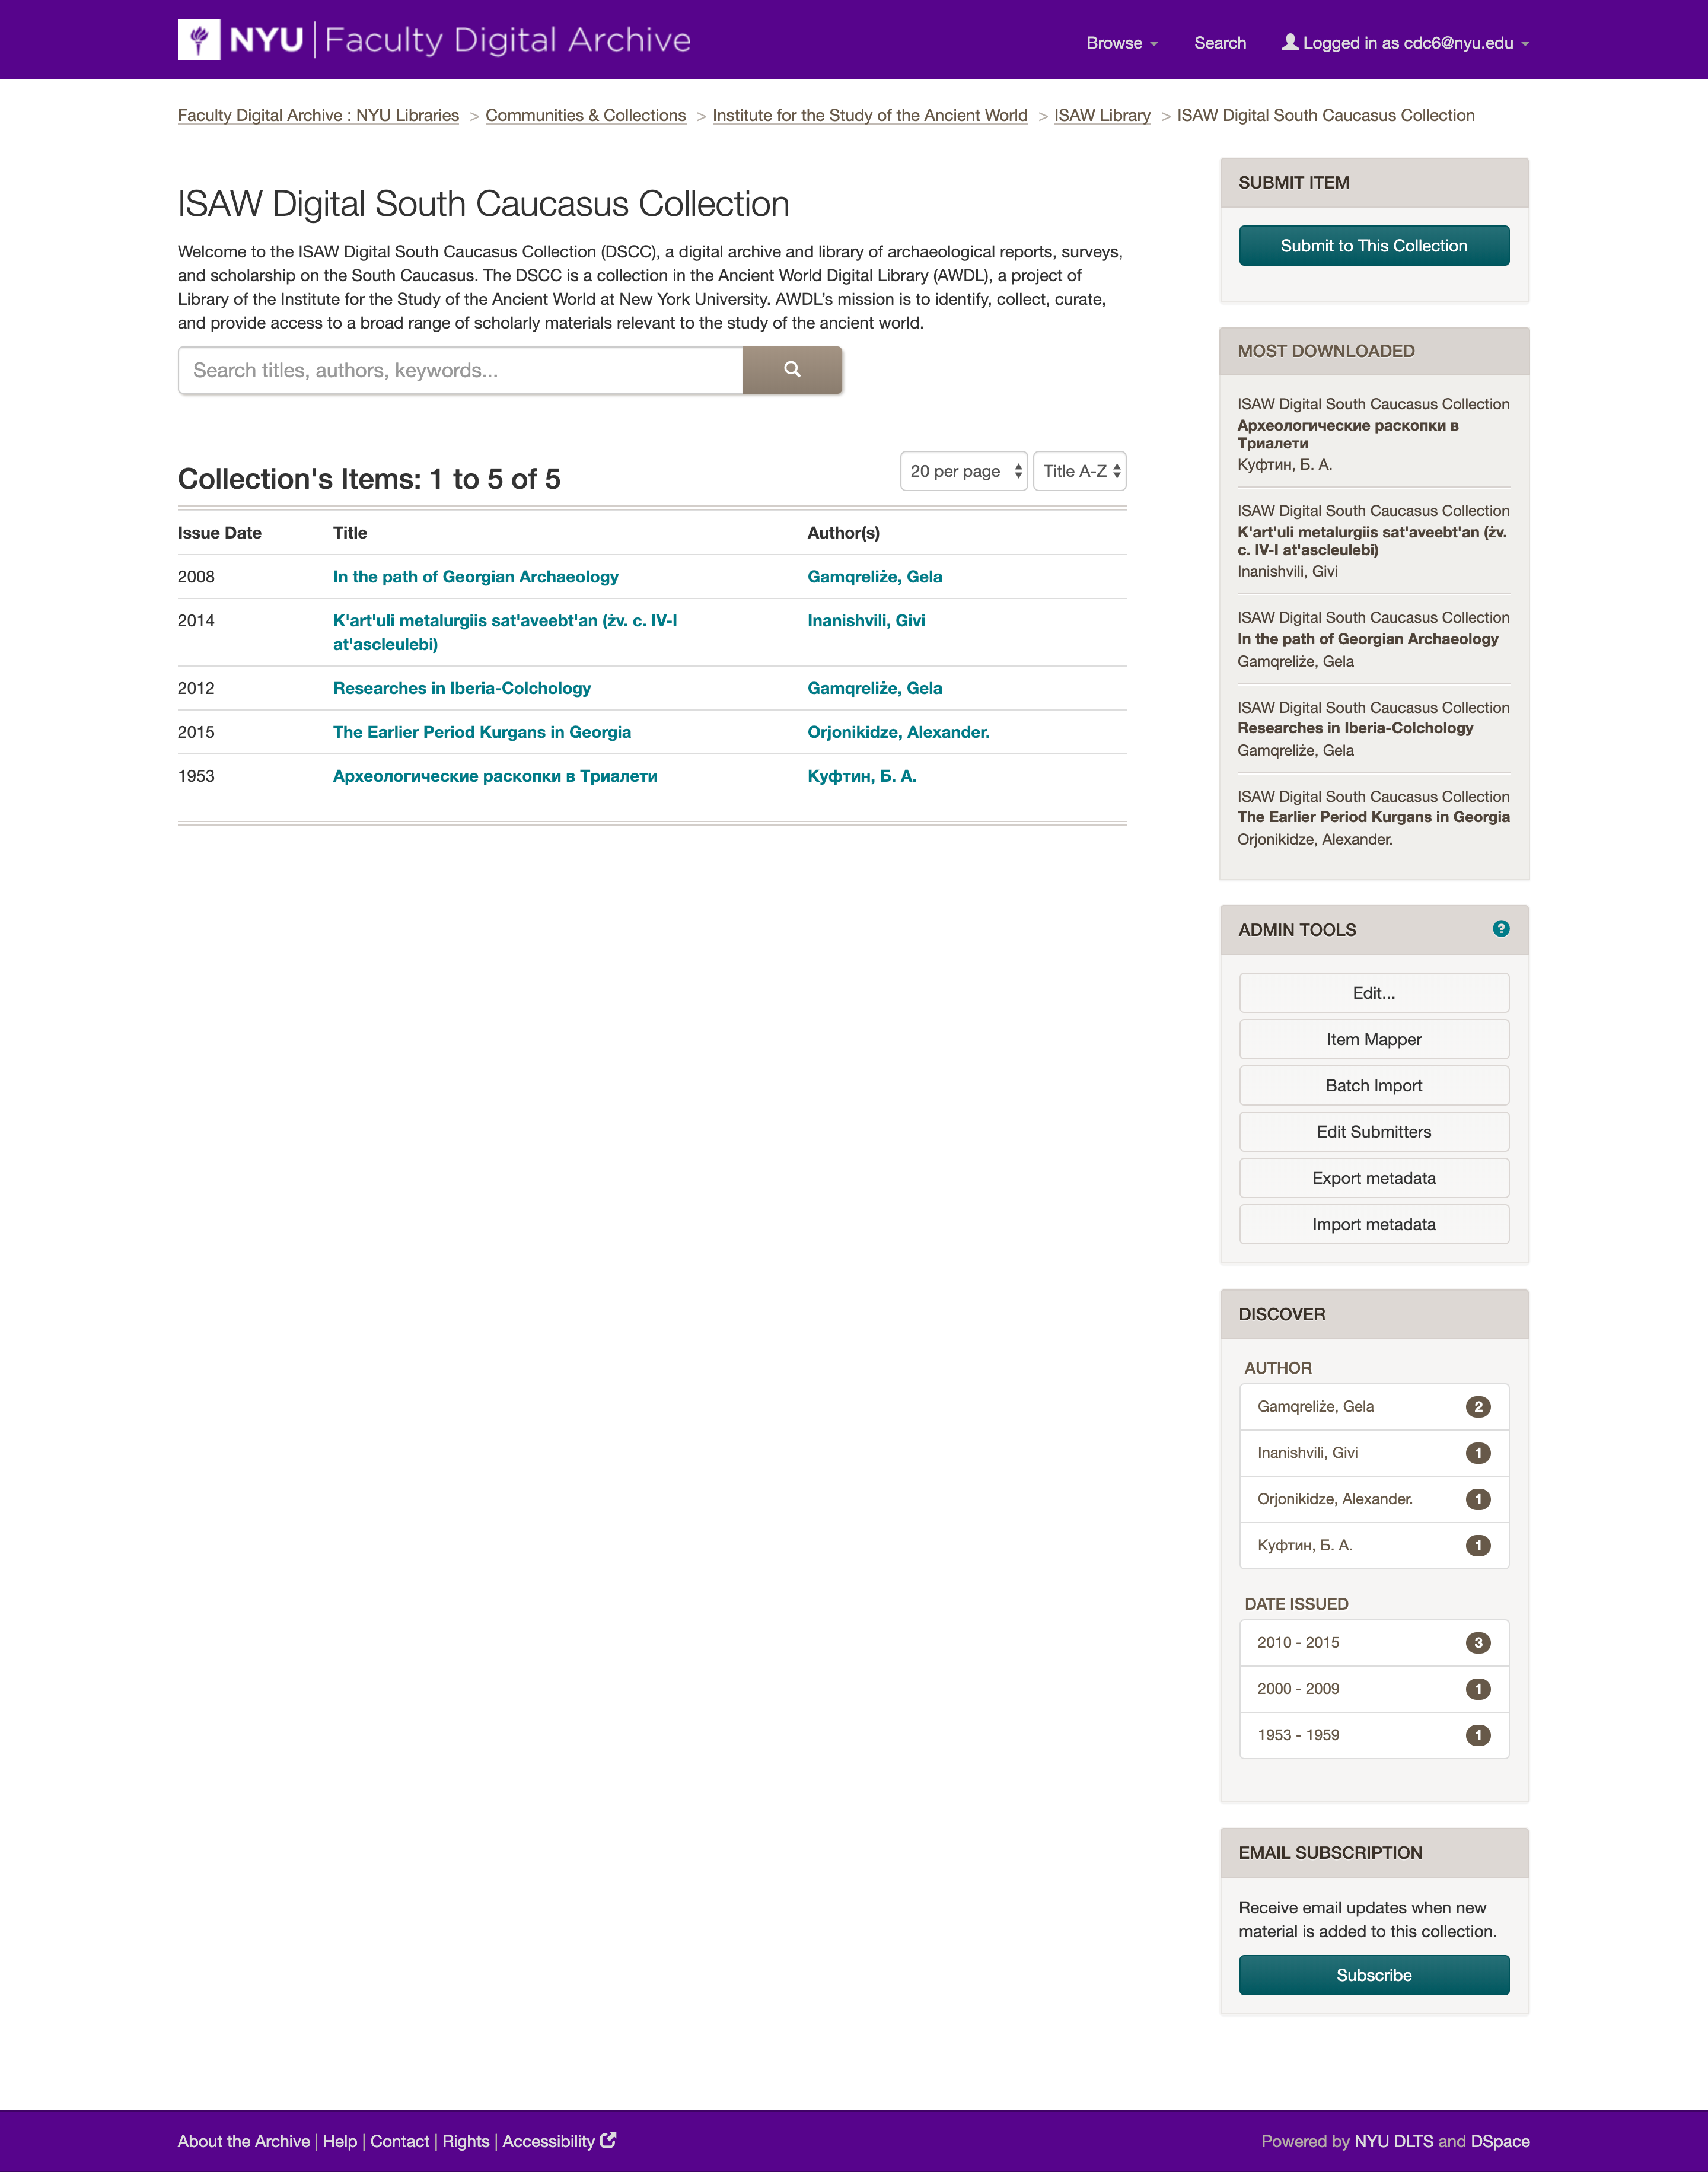 NYU | Faculty Digital Archive
Browse
Search
Logged in as cdc6@nyu.edu
Faculty Digital Archive : NYU Libraries > Communities & Collections > Institute for the Study of the Ancient World > ISAW Library > ISAW Digital South Caucasus Collection
ISAW Digital South Caucasus Collection
Welcome to the ISAW Digital South Caucasus Collection (DSCC), a digital archive and library of archaeological reports, surveys,
and scholarship on the South Caucasus. The DSCC is a collection in the Ancient World Digital Library (AWDL), a project of
Library of the Institute for the Study of the Ancient World at New York University. AWDL’s mission is to identify, collect, curate,
and provide access to a broad range of scholarly materials relevant to the study of the ancient world.
Search titles, authors, keywords...
Collection's Items: 1 to 5 of 5
20 per page
Title A-Z
Issue Date Title Author(s)
2008 In the path of Georgian Archaeology Gamqreliże, Gela
2014 K'art'uli metalurgiis sat'aveebt'an (żv. c. IV-I Inanishvili, Givi
at'ascleulebi)
2012 Researches in Iberia-Colchology Gamqreliże, Gela
2015 The Earlier Period Kurgans in Georgia Orjonikidze, Alexander.
1953 Археологические раскопки в Триалети Куфтин, Б. А.
SUBMIT ITEM
Submit to This Collection
MOST DOWNLOADED
ISAW Digital South Caucasus Collection
Археологические раскопки в
Триалети
Куфтин, Б. А.
ISAW Digital South Caucasus Collection
K'art'uli metalurgiis sat'aveebt'an (żv.
c. IV-I at'ascleulebi)
Inanishvili, Givi
ISAW Digital South Caucasus Collection
In the path of Georgian Archaeology
Gamqreliże, Gela
ISAW Digital South Caucasus Collection
Researches in Iberia-Colchology
Gamqreliże, Gela
ISAW Digital South Caucasus Collection
The Earlier Period Kurgans in Georgia
Orjonikidze, Alexander.
ADMIN TOOLS
?
Edit...
Item Mapper
Batch Import
Edit Submitters
Export metadata
Import metadata
DISCOVER
AUTHOR
Gamqreliże, Gela 2
Inanishvili, Givi 1
Orjonikidze, Alexander. 1
Куфтин, Б. А. 1
DATE ISSUED
2010 - 2015 3
2000 - 2009 1
1953 - 1959 1
EMAIL SUBSCRIPTION
Receive email updates when new
material is added to this collection.
Subscribe
About the Archive | Help | Contact | Rights | Accessibility
Powered by NYU DLTS and DSpace